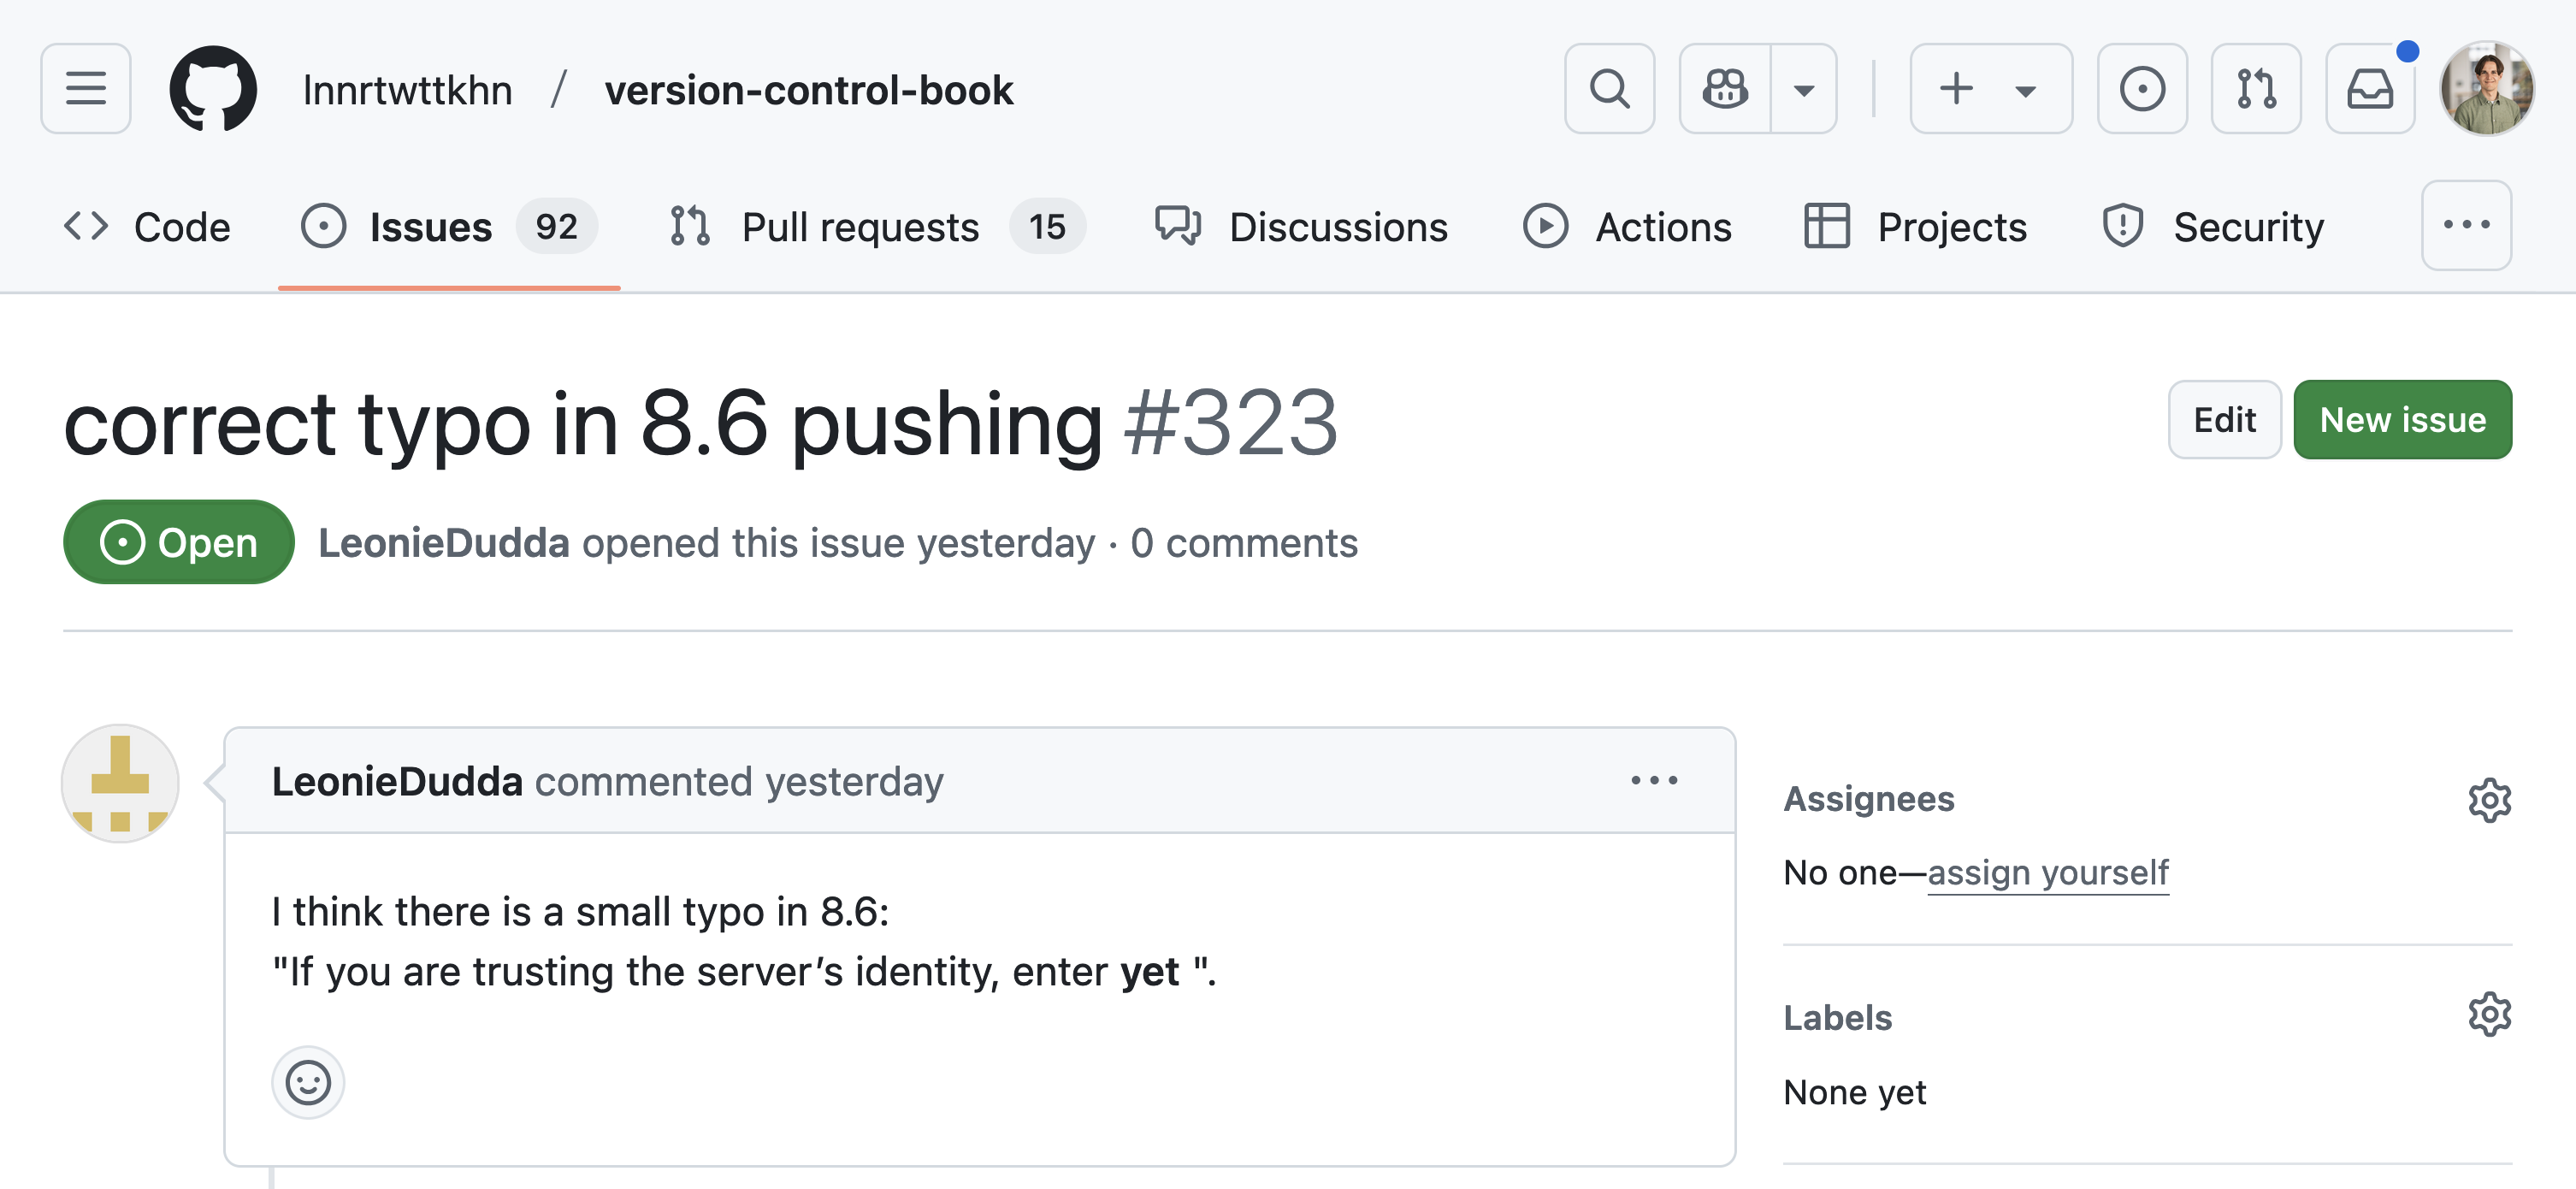 lnnrtwttkhn / version-control-book
Code Issues 92 Pull requests 15 Discussions Actions Projects Security
correct typo in 8.6 pushing #323
Edit New issue
Open LeonieDudda opened this issue yesterday · 0 comments
LeonieDudda commented yesterday
I think there is a small typo in 8.6:
"If you are trusting the server’s identity, enter yet ".
Assignees
No one—assign yourself
Labels
None yet